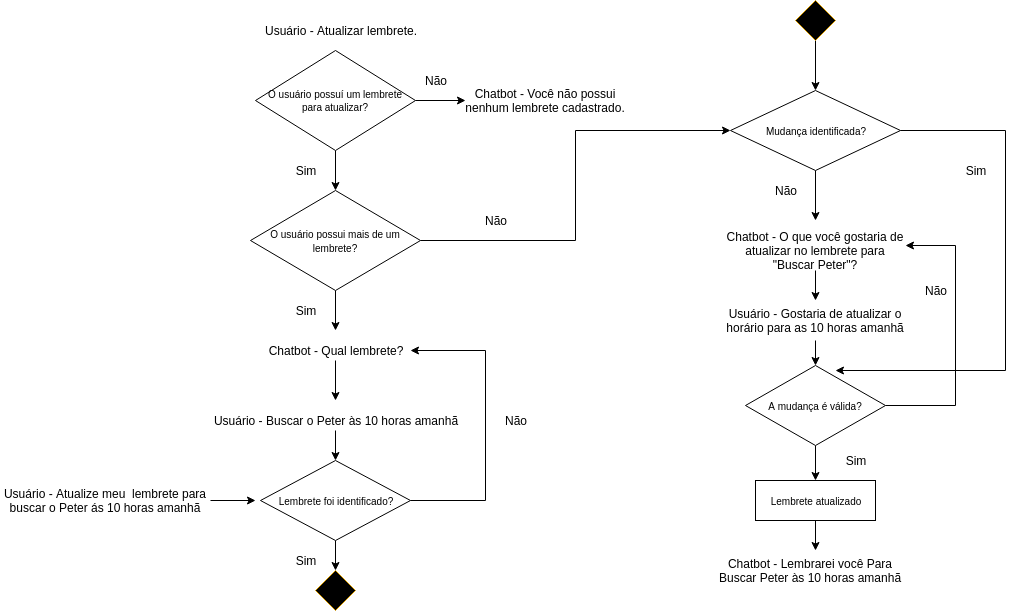 Usuário - Atualizar lembrete.
O usuário possuí um lembrete
para atualizar?
Não
Chatbot - Você não possui
nenhum lembrete cadastrado.
Sim
O usuário possui mais de um
lembrete?
Não
Sim
Chatbot - Qual lembrete?
Usuário - Buscar o Peter às 10 horas amanhã
Não
Usuário - Atualize meu lembrete para
buscar o Peter ás 10 horas amanhã
Lembrete foi identificado?
Sim
Mudança identificada?
Sim
Não
Chatbot - O que você gostaria de
atualizar no lembrete para
"Buscar Peter"?
Não
Usuário - Gostaria de atualizar o
horário para as 10 horas amanhã
A mudança é válida?
Sim
Lembrete atualizado
Chatbot - Lembrarei você Para
Buscar Peter às 10 horas amanhã